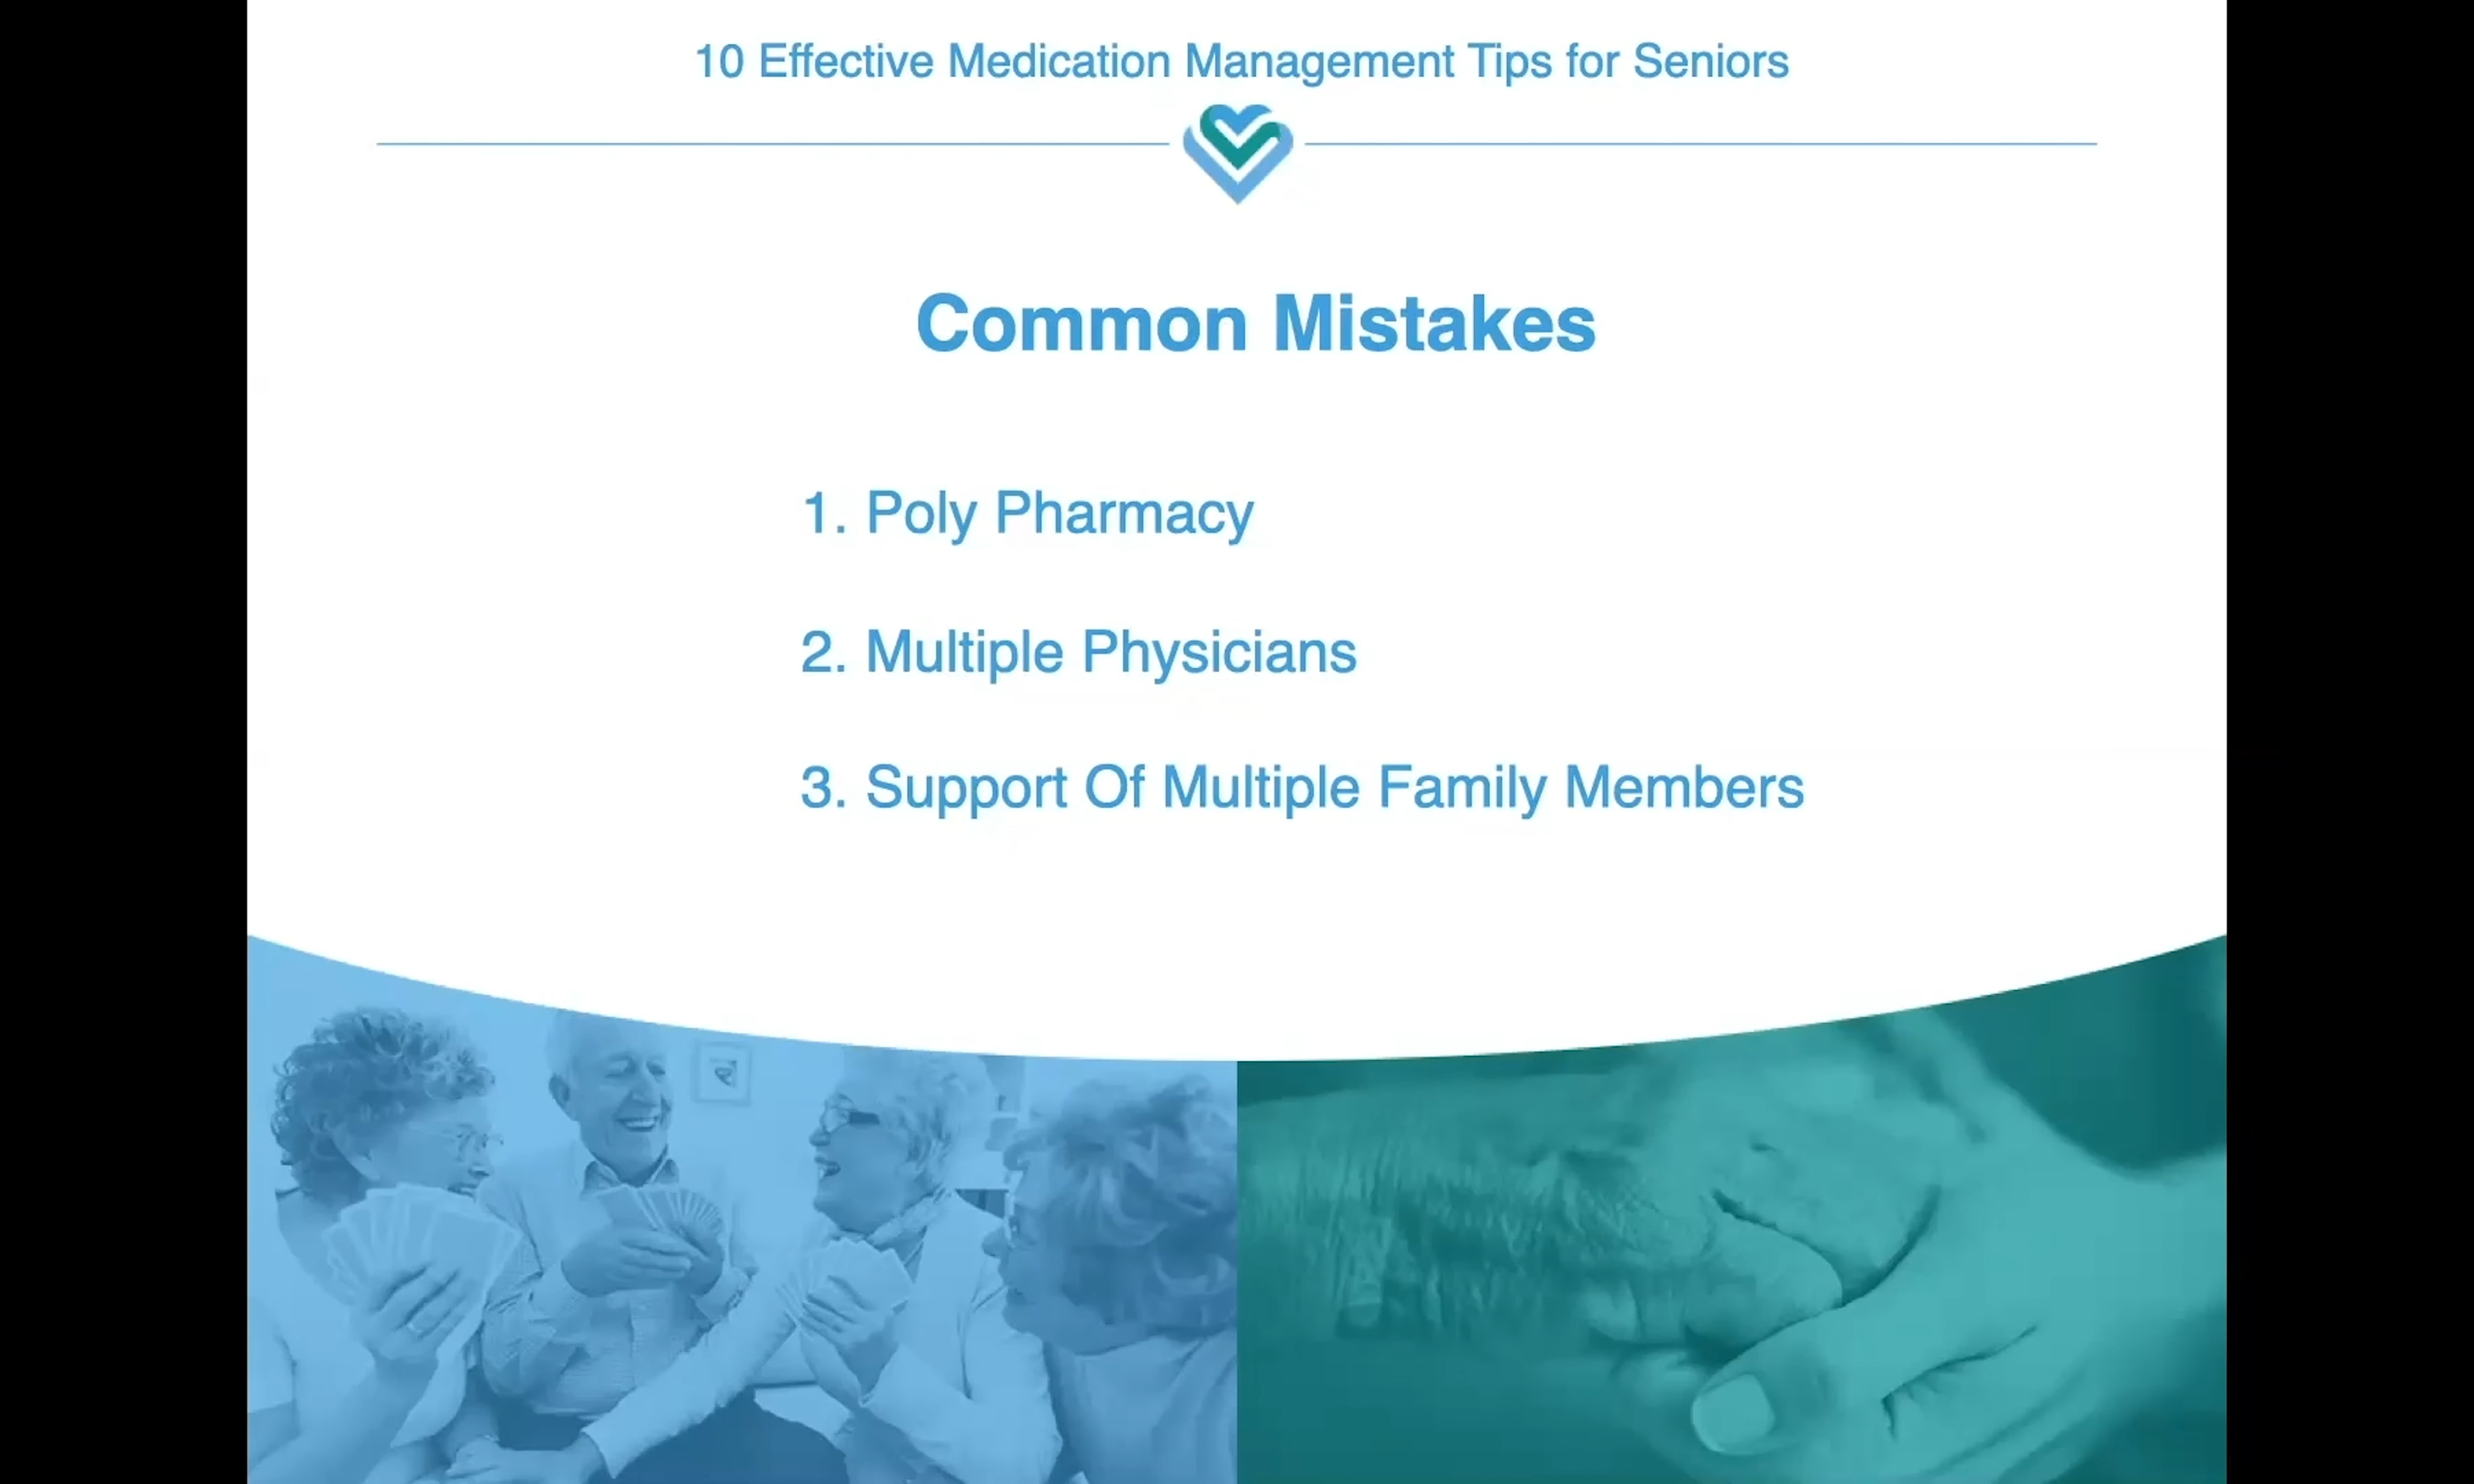 10 Effective Medication Management Tips for Seniors
Common Mistakes
1. Poly Pharmacy
2. Multiple Physicians
3. Support Of Multiple Family Members